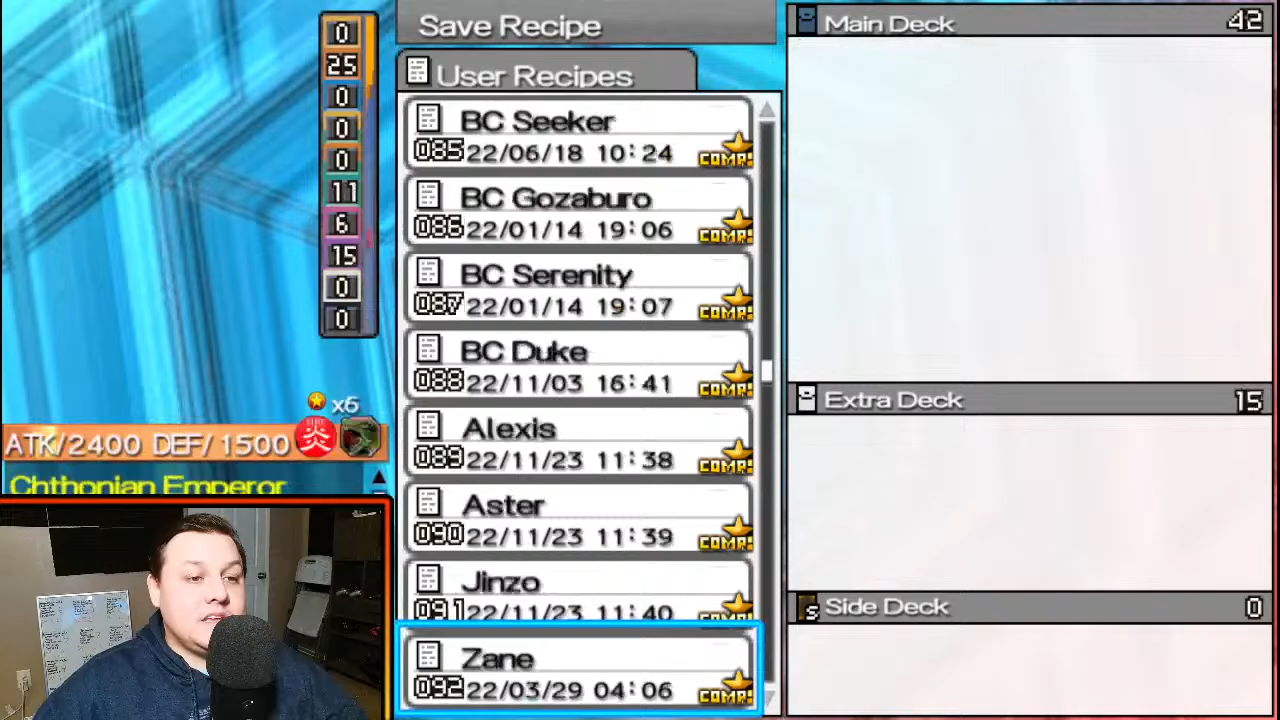 0
25
0
0
0
11
6
15
0
0
x6
ATK/2400 DEF/1500 炎
Chthonian Emperor
Save Recipe
User Recipes
BC Seeker
085 22/06/18 10:24 COMP!
BC Gozaburo
086 22/01/14 19:06 COMP!
BC Serenity
087 22/01/14 19:07 COMP!
BC Duke
088 22/11/03 16:41 COMP!
Alexis
089 22/11/23 11:38 COMP!
Aster
090 22/11/23 11:39 COMP!
Jinzo
091 22/11/23 11:40 COMP!
Zane
092 22/03/29 04:06 COMP!
Main Deck 42
Extra Deck 15
S Side Deck 0